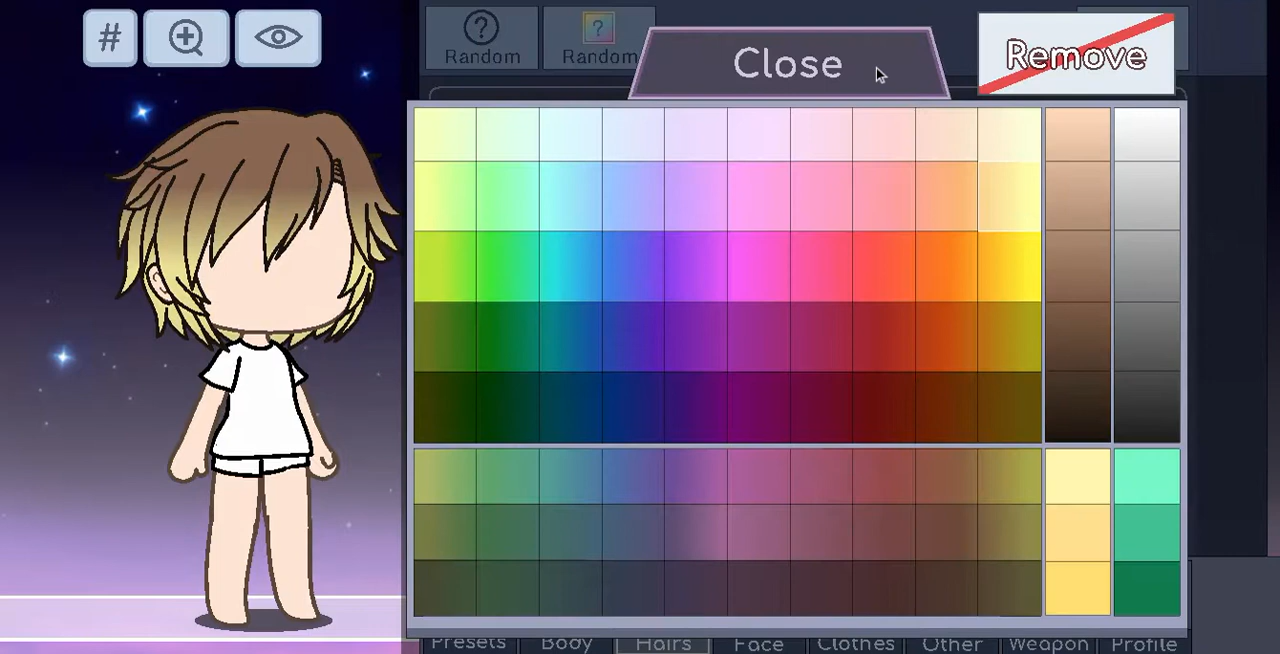 #
?
?
Random
Random
Close
Remove
Presets
Body
Hairs
Face
Clothes
Other
Weapon
Profile